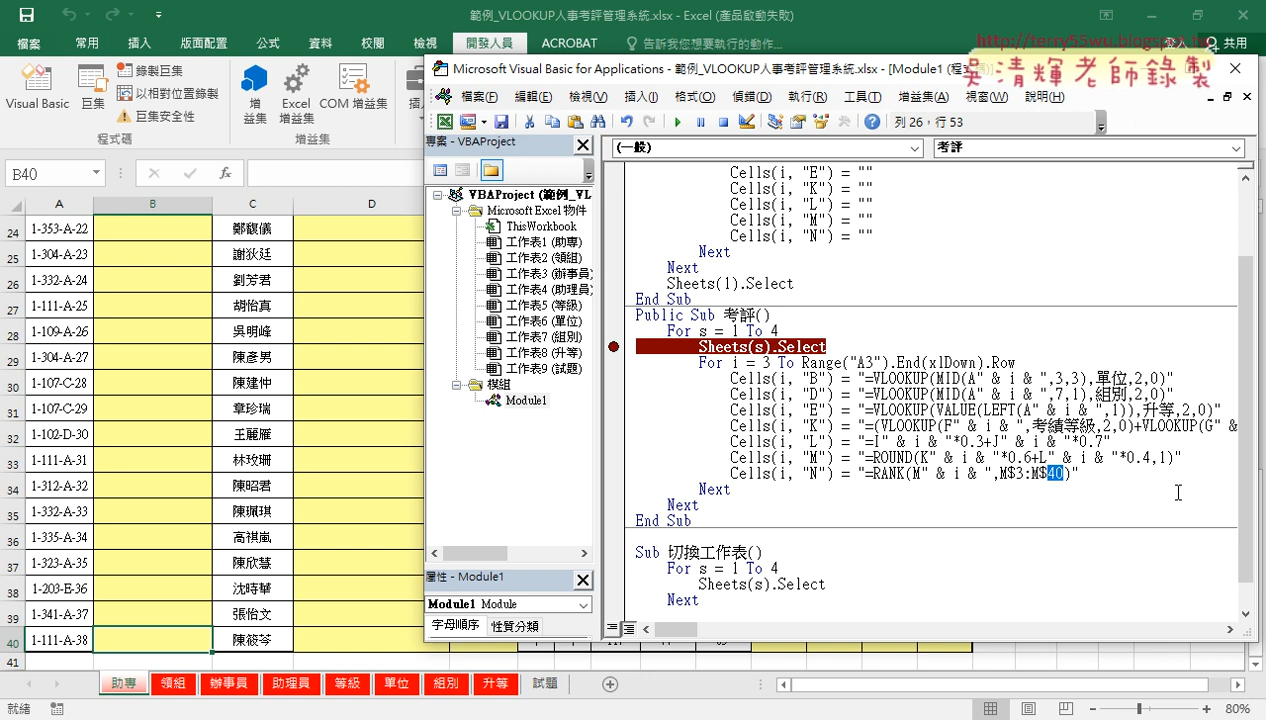 範例_VLOOKUP人事考評管理系統.xlsx - Excel (產品啟動失敗)
檔案 常用 插入 版面配置 公式 資料 校閱 檢視 開發人員 ACROBAT 告訴我您想要執行的動作... 登入 共用
http://terry55wu.blogspot.tw
吳清輝老師錄製
Visual Basic 巨集 錄製巨集 以相對位置錄製 巨集安全性 增益集 Excel 增益集 COM 增益集
程式碼 增益集
Microsoft Visual Basic for Applications - 範例_VLOOKUP人事考評管理系統.xlsx - [Module1 (程式碼)]
檔案(F) 編輯(E) 檢視(V) 插入(I) 格式(O) 偵錯(D) 執行(R) 工具(T) 增益集(A) 視窗(W) 說明(H)
列 26，行 53
B40
專案 - VBAProject
VBAProject (範例_VL
Microsoft Excel 物件
ThisWorkbook
工作表1 (助專)
工作表2 (領組)
工作表3 (辦事員)
工作表4 (助理員)
工作表5 (等級)
工作表6 (單位)
工作表7 (組別)
工作表8 (升等)
工作表9 (試題)
模組
Module1
屬性 - Module1
Module1 Module
字母順序 性質分類
(一般) 考評
Cells(i, "E") = ""
Cells(i, "K") = ""
Cells(i, "L") = ""
Cells(i, "M") = ""
Cells(i, "N") = ""
Next
Next
Sheets(1).Select
End Sub
Public Sub 考評()
For s = 1 To 4
Sheets(s).Select
For i = 3 To Range("A3").End(xlDown).Row
Cells(i, "B") = "=VLOOKUP(MID(A" & i & ",3,3),單位,2,0)"
Cells(i, "D") = "=VLOOKUP(MID(A" & i & ",7,1),組別,2,0)"
Cells(i, "E") = "=VLOOKUP(VALUE(LEFT(A" & i & ",1)),升等,2,0)"
Cells(i, "K") = "=(VLOOKUP(F" & i & ",考績等級,2,0)+VLOOKUP(G" &
Cells(i, "L") = "=I" & i & "*0.3+J" & i & "*0.7"
Cells(i, "M") = "=ROUND(K" & i & "*0.6+L" & i & "*0.4,1)"
Cells(i, "N") = "=RANK(M" & i & ",M$3:M$40)"
Next
Next
End Sub
Sub 切換工作表()
For s = 1 To 4
Sheets(s).Select
Next
A B C D
24 1-353-A-22 鄭馥儀
25 1-304-A-23 謝狄廷
26 1-332-A-24 劉芳君
27 1-111-A-25 胡怡真
28 1-109-A-26 吳明峰
29 1-304-A-27 陳彥男
30 1-107-C-28 陳建仲
31 1-107-C-29 章珍瑞
32 1-102-D-30 王麗雁
33 1-111-A-31 林玫珊
34 1-312-A-32 陳昭君
35 1-332-A-33 陳珮琪
36 1-335-A-34 高祺嵐
37 1-323-A-35 陳欣慧
38 1-203-E-36 沈時華
39 1-341-A-37 張怡文
40 1-111-A-38 陳筱芩
41
助專 領組 辦事員 助理員 等級 單位 組別 升等 試題
就緒 80%